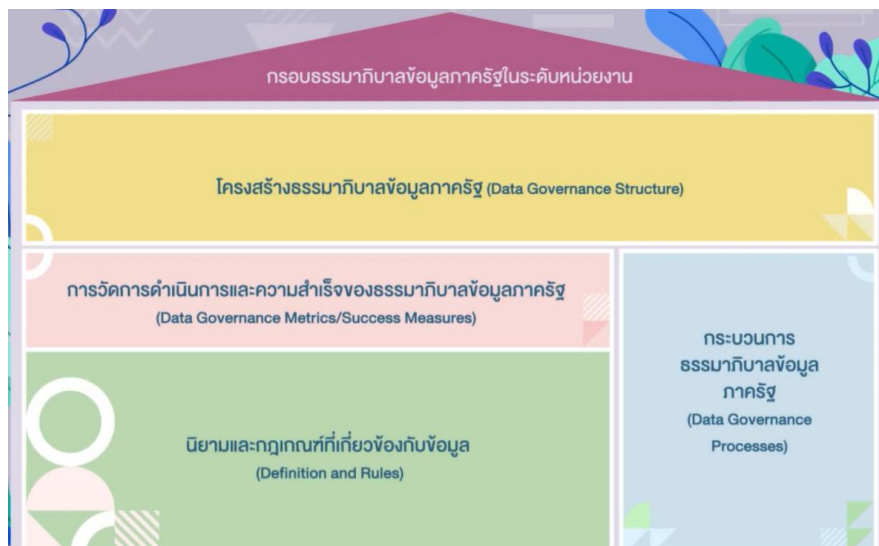 กรอบธรรมาภิบาลข้อมูลภาครัฐในระดับหน่วยงาน
โครงสร้างธรรมาภิบาลข้อมูลภาครัฐ (Data Governance Structure)
การวัดการดำเนินการและความสำเร็จของธรรมาภิบาลข้อมูลภาครัฐ
(Data Governance Metrics/Success Measures)
นิยามและกฎเกณฑ์ที่เกี่ยวข้องกับข้อมูล
(Definition and Rules)
กระบวนการ
ธรรมาภิบาลข้อมูล
ภาครัฐ
(Data Governance
Processes)